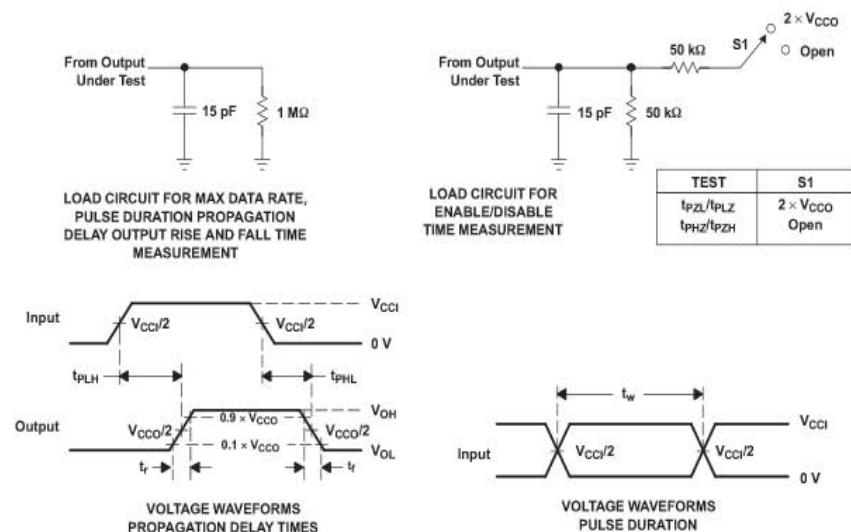 From Output
Under Test
15 pF
1 MΩ
LOAD CIRCUIT FOR MAX DATA RATE,
PULSE DURATION PROPAGATION
DELAY OUTPUT RISE AND FALL TIME
MEASUREMENT
From Output
Under Test
15 pF
50 kΩ
50 kΩ
S1
2 × VCCO
Open
LOAD CIRCUIT FOR
ENABLE/DISABLE
TIME MEASUREMENT
TEST S1
tPZL/tPLZ 2 × VCCO
tPHZ/tPZH Open
Input
VCCI/2
VCCI/2
VCCI
0 V
tPLH
tPHL
Output
VCCO/2
0.9 × VCCO
0.1 × VCCO
VCCO/2
VOH
VOL
tr
tf
VOLTAGE WAVEFORMS
PROPAGATION DELAY TIMES
tw
Input
VCCI/2
VCCI/2
VCCI
0 V
VOLTAGE WAVEFORMS
PULSE DURATION